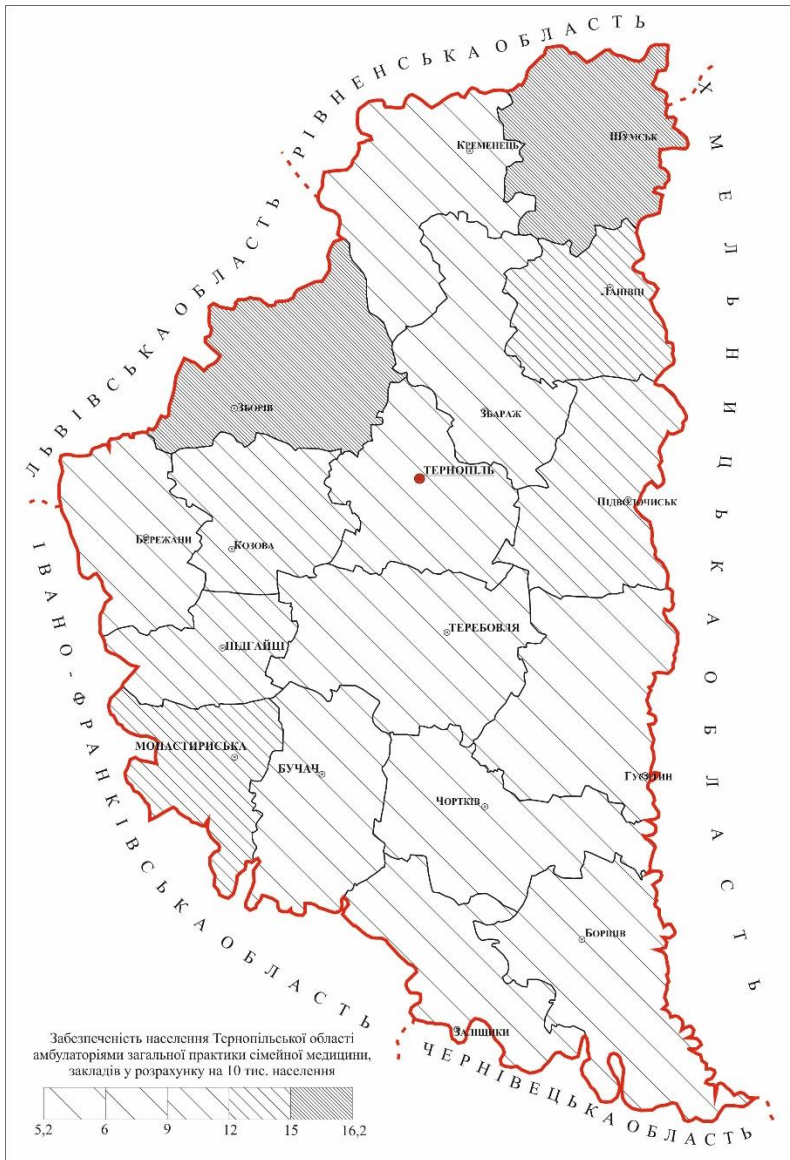 РІВНЕНСЬКА ОБЛАСТЬ
ХМЕЛЬНИЦЬКА ОБЛАСТЬ
ЛЬВІВСЬКА ОБЛАСТЬ
ІВАНО-ФРАНКІВСЬКА ОБЛАСТЬ
ЧЕРНІВЕЦЬКА ОБЛАСТЬ
КРЕМЕНЕЦЬ
ШУМСЬК
ЛАНІВЦІ
ЗБОРІВ
ЗБАРАЖ
ТЕРНОПІЛЬ
ПІДВОЛОЧИСЬК
БЕРЕЖАНИ
КОЗОВА
ТЕРЕБОВЛЯ
ПІДГАЙЦІ
МОНАСТИРИСЬКА
БУЧАЧ
ЧОРТКІВ
ГУСЯТИН
БОРЩІВ
ЗАЛІЩИКИ
Забезпеченість населення Тернопільської області
амбулаторіями загальної практики сімейної медицини,
закладів у розрахунку на 10 тис. населення
5,2 6 9 12 15 16,2